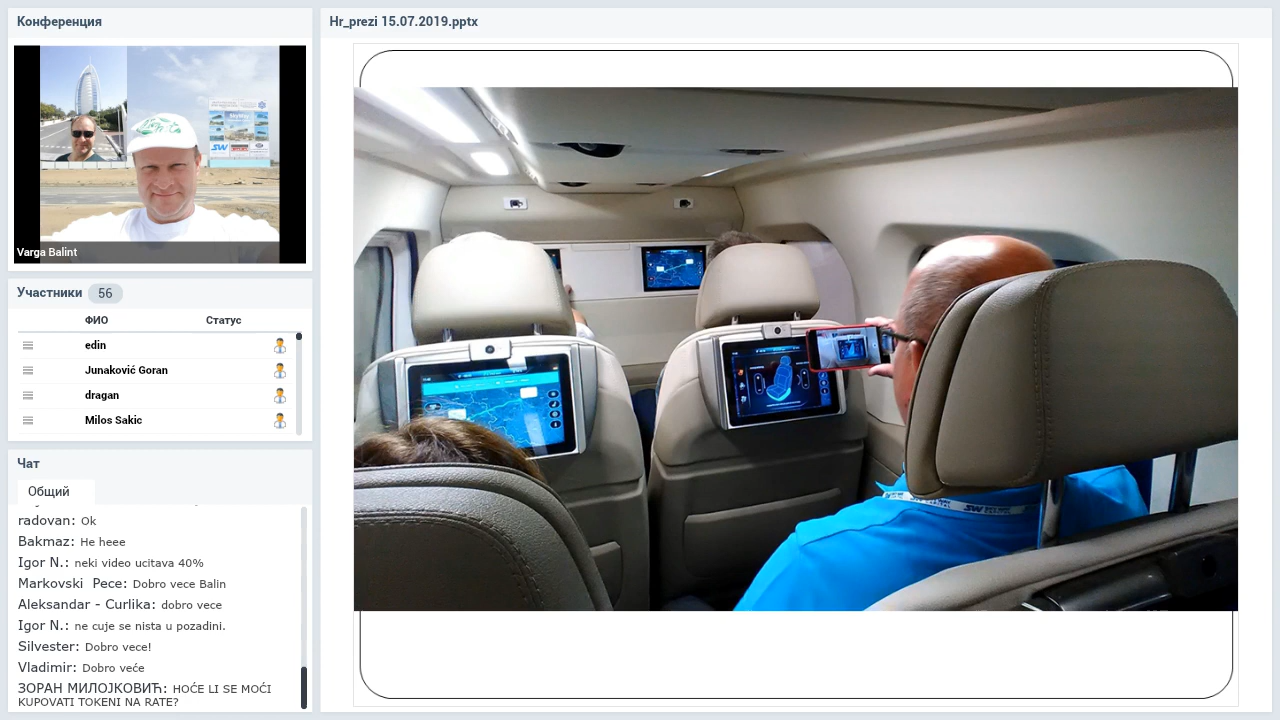 Конференция
Varga Balint
Участники 56
ФИО Статус
edin
Junaković Goran
dragan
Milos Sakic
Чат
Общий
radovan: Ok
Bakmaz: He heee
Igor N.: neki video ucitava 40%
Markovski Pece: Dobro vece Balin
Aleksandar - Curlika: dobro vece
Igor N.: ne cuje se nista u pozadini.
Silvester: Dobro vece!
Vladimir: Dobro veće
ЗОРАН МИЛОЈКОВИЋ: HOĆE LI SE MOĆI
KUPOVATI TOKENI NA RATE?
Hr_prezi 15.07.2019.pptx
SW